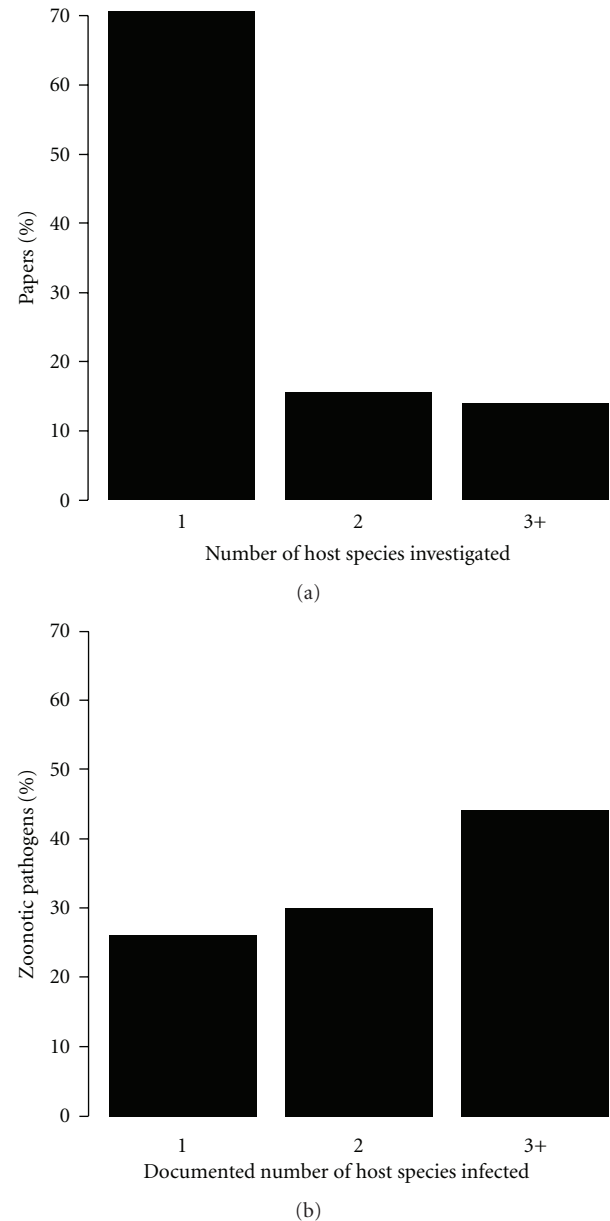 70
60
50
40
30
20
10
0
Papers (%)
1 2 3+
Number of host species investigated
(a)
70
60
50
40
30
20
10
0
Zoonotic pathogens (%)
1 2 3+
Documented number of host species infected
(b)